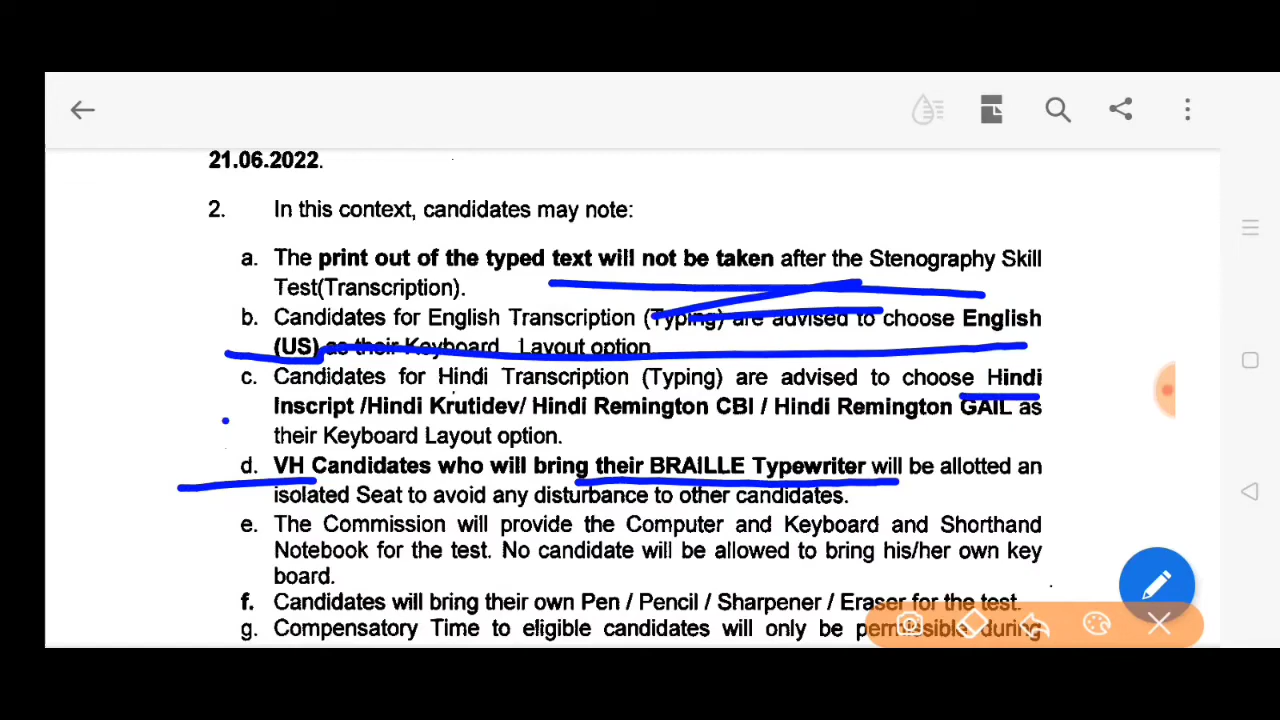 21.06.2022.
2. In this context, candidates may note:
a. The print out of the typed text will not be taken after the Stenography Skill
Test(Transcription).
b. Candidates for English Transcription (Typing) are advised to choose English
(US) as their Keyboard Layout option.
c. Candidates for Hindi Transcription (Typing) are advised to choose Hindi
Inscript /Hindi Krutidev/ Hindi Remington CBI / Hindi Remington GAIL as
their Keyboard Layout option.
d. VH Candidates who will bring their BRAILLE Typewriter will be allotted an
isolated Seat to avoid any disturbance to other candidates.
e. The Commission will provide the Computer and Keyboard and Shorthand
Notebook for the test. No candidate will be allowed to bring his/her own key
board.
f. Candidates will bring their own Pen / Pencil / Sharpener / Eraser for the test.
g. Compensatory Time to eligible candidates will only be permissible during